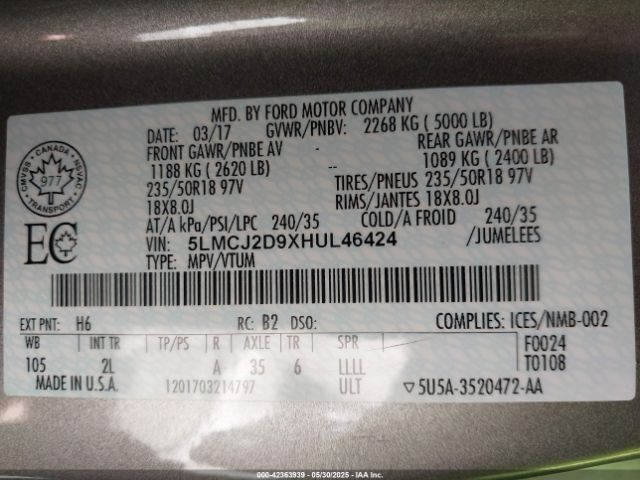 MFD. BY FORD MOTOR COMPANY
DATE: 03/17 GVWR/PNBV: 2268 KG ( 5000 LB)
FRONT GAWR/PNBE AV - REAR GAWR/PNBE AR
1188 KG ( 2620 LB) -- 1089 KG ( 2400 LB)
235/50R18 97V TIRES/PNEUS 235/50R18 97V
18X8.0J RIMS/JANTES 18X8.0J
AT/A kPa/PSI/LPC 240/35 COLD/A FROID 240/35
VIN: 5LMCJ2D9XHUL46424 /JUMELEES
TYPE: MPV/VTUM
CMVSS CANADA NSVAC
977
TRANSPORT
EC
EXT PNT: H6 RC: B2 DSO: COMPLIES: ICES/NMB-002
WB INT TR TP/PS R AXLE TR SPR F0024
105 2L A 35 6 LLLL T0108
MADE IN U.S.A. 1201703214797 ULT ▽5U5A-3520472-AA
000-42363939 | 05/30/2025 | IAA Inc.